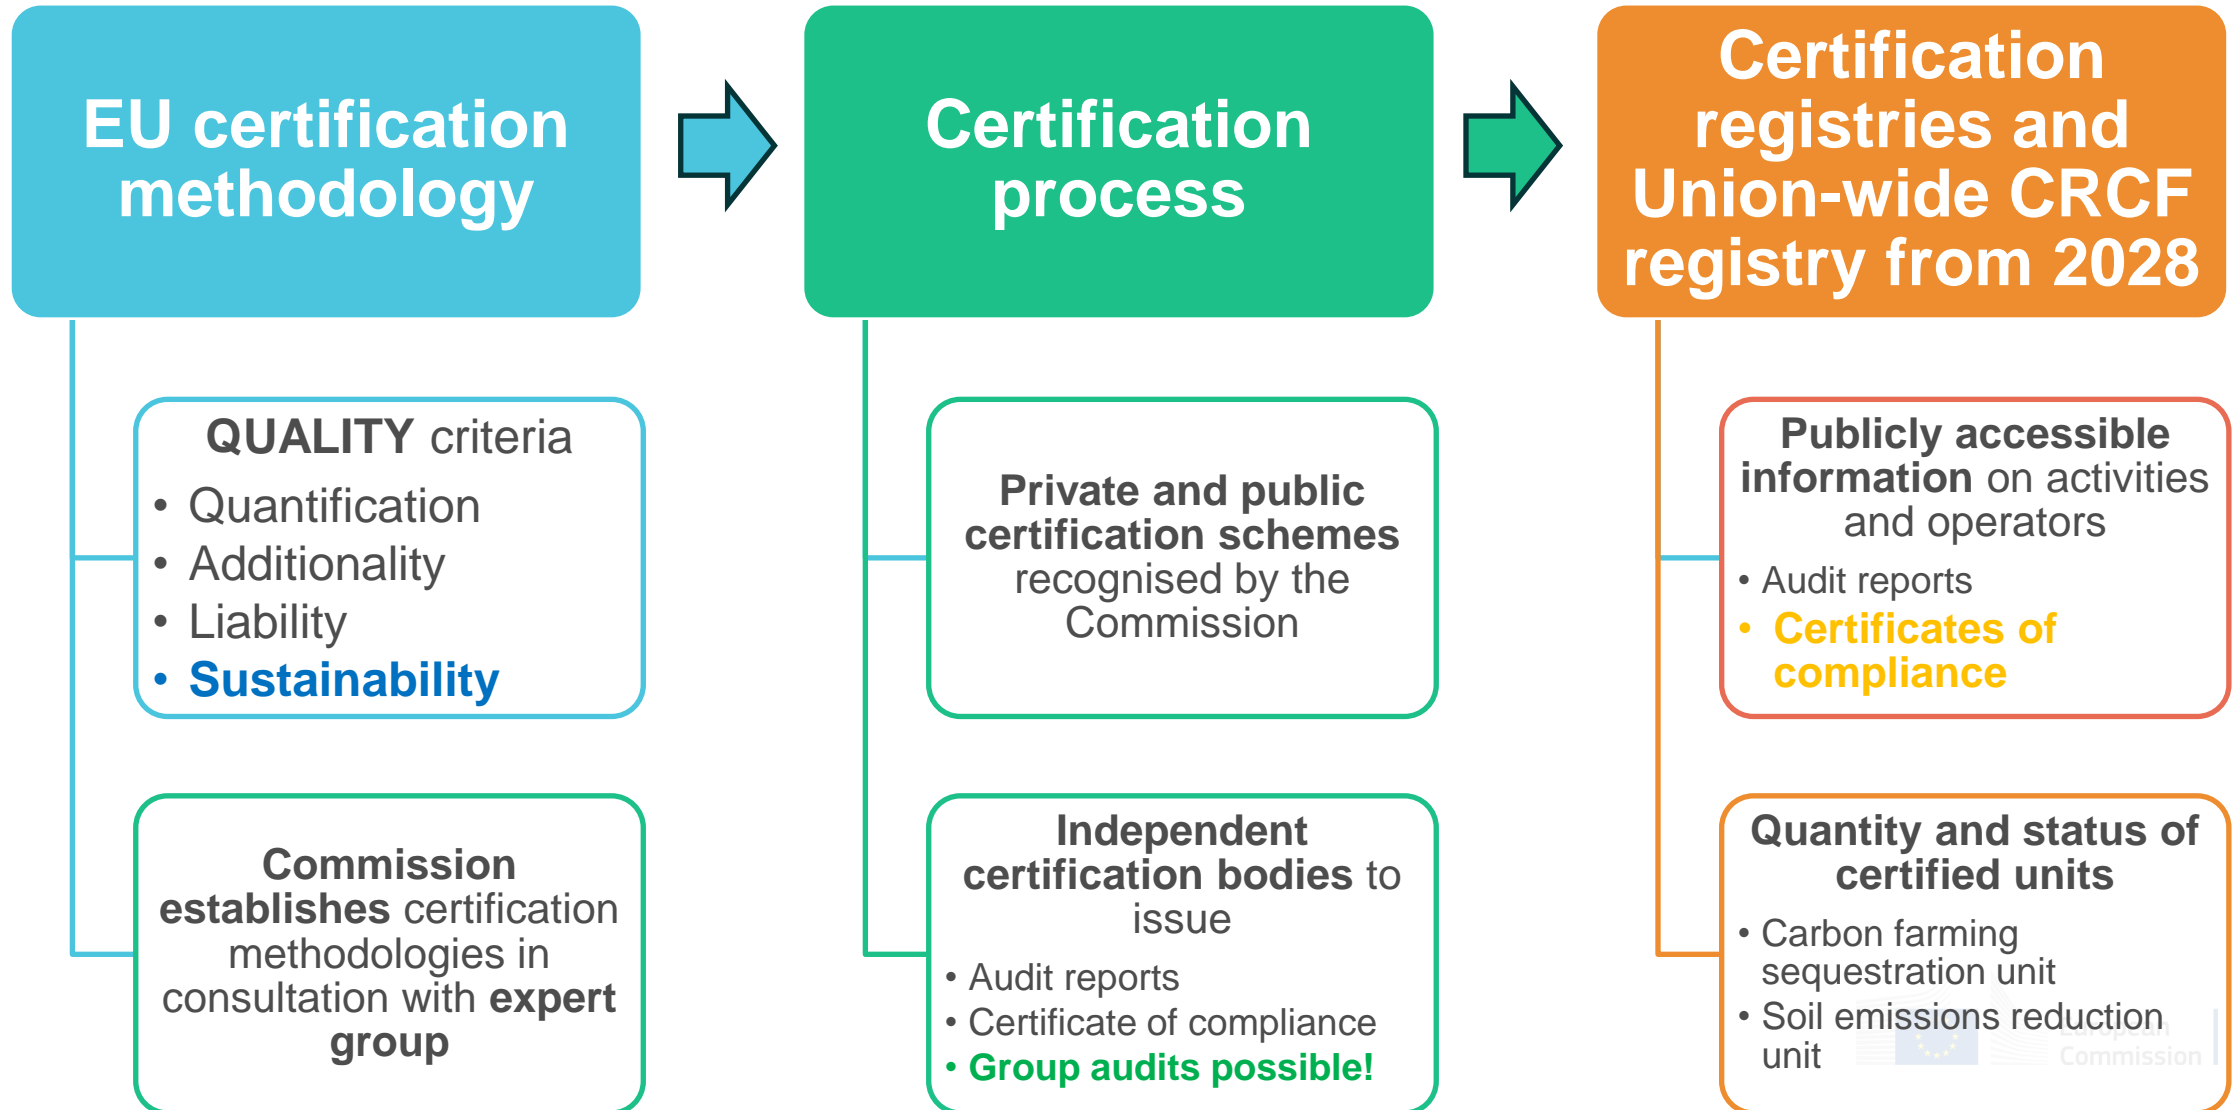 EU certification
methodology
QUALITY criteria
• Quantification
• Additionality
• Liability
• Sustainability
Commission
establishes certification
methodologies in
consultation with expert
group
Certification
process
Private and public
certification schemes
recognised by the
Commission
Independent
certification bodies to
issue
• Audit reports
• Certificate of compliance
• Group audits possible!
Certification
registries and
Union-wide CRCF
registry from 2028
Publicly accessible
information on activities
and operators
• Audit reports
• Certificates of
compliance
Quantity and status of
certified units
• Carbon farming
sequestration unit
• Soil emissions reduction
unit
European
Commission